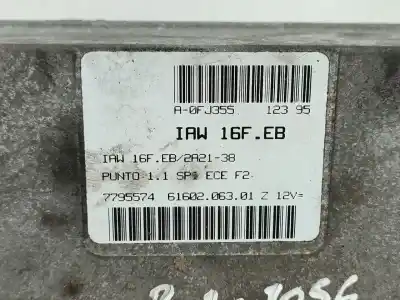 A-0FJ355 123 95
IAW 16F.EB
IAW 16F.EB/2A21-38
PUNTO 1.1 SPI ECE F2
7795574 61602.063.01 Z 12V=